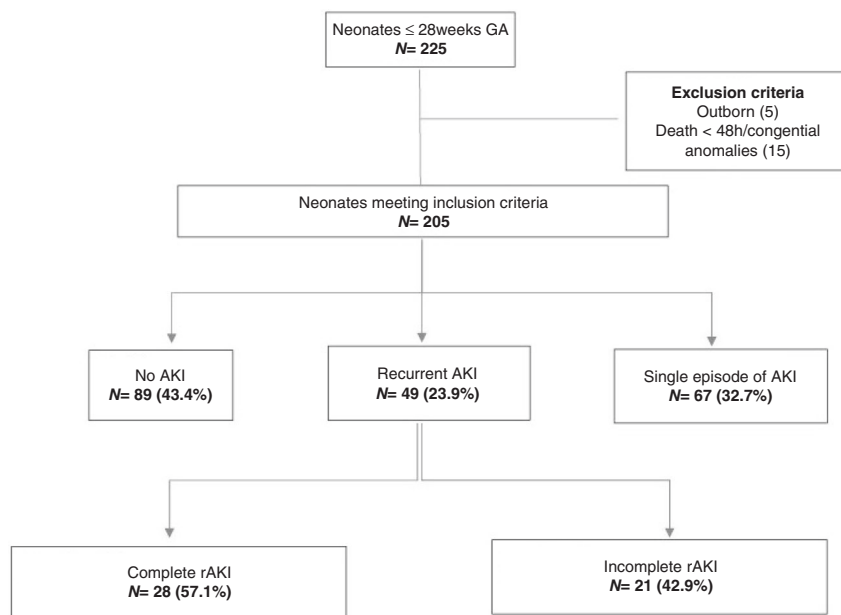 Neonates ≤ 28weeks GA
N= 225
Exclusion criteria
Outborn (5)
Death < 48h/congential
anomalies (15)
Neonates meeting inclusion criteria
N= 205
No AKI
N= 89 (43.4%)
Recurrent AKI
N= 49 (23.9%)
Single episode of AKI
N= 67 (32.7%)
Complete rAKI
N= 28 (57.1%)
Incomplete rAKI
N= 21 (42.9%)